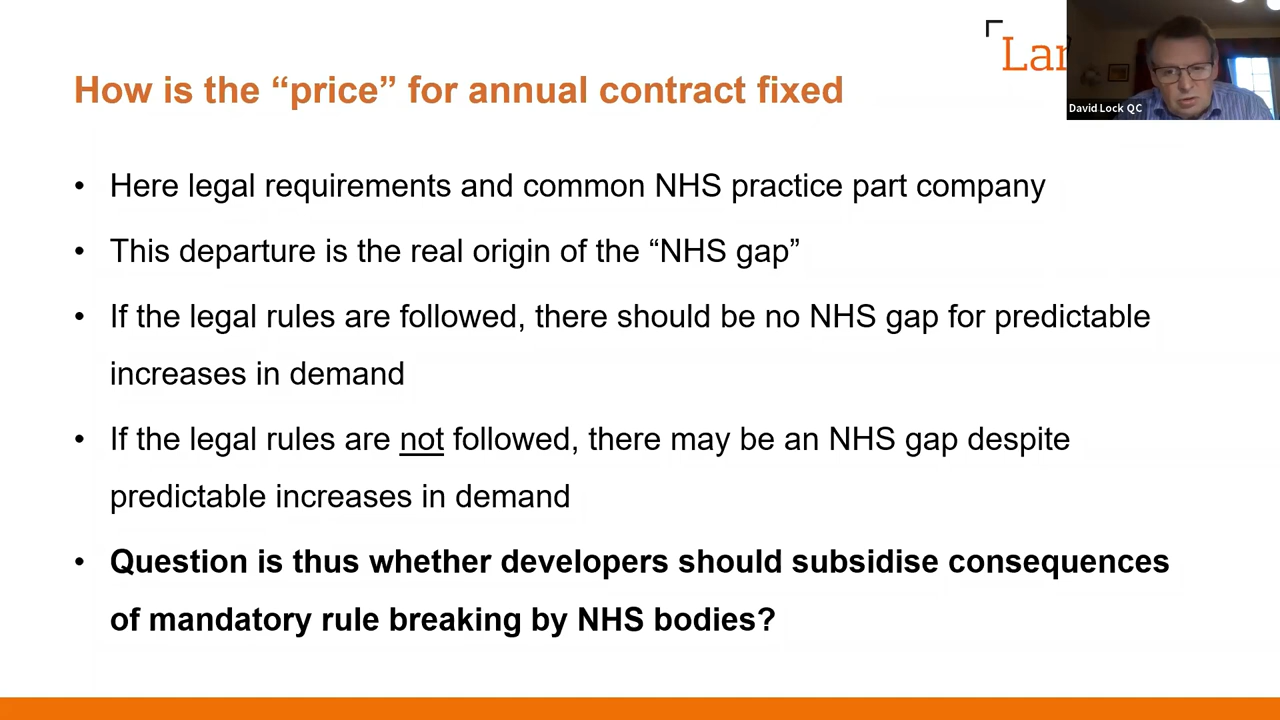 Lan
David Lock QC
How is the “price” for annual contract fixed
• Here legal requirements and common NHS practice part company
• This departure is the real origin of the “NHS gap”
• If the legal rules are followed, there should be no NHS gap for predictable
increases in demand
• If the legal rules are not followed, there may be an NHS gap despite
predictable increases in demand
• Question is thus whether developers should subsidise consequences
of mandatory rule breaking by NHS bodies?